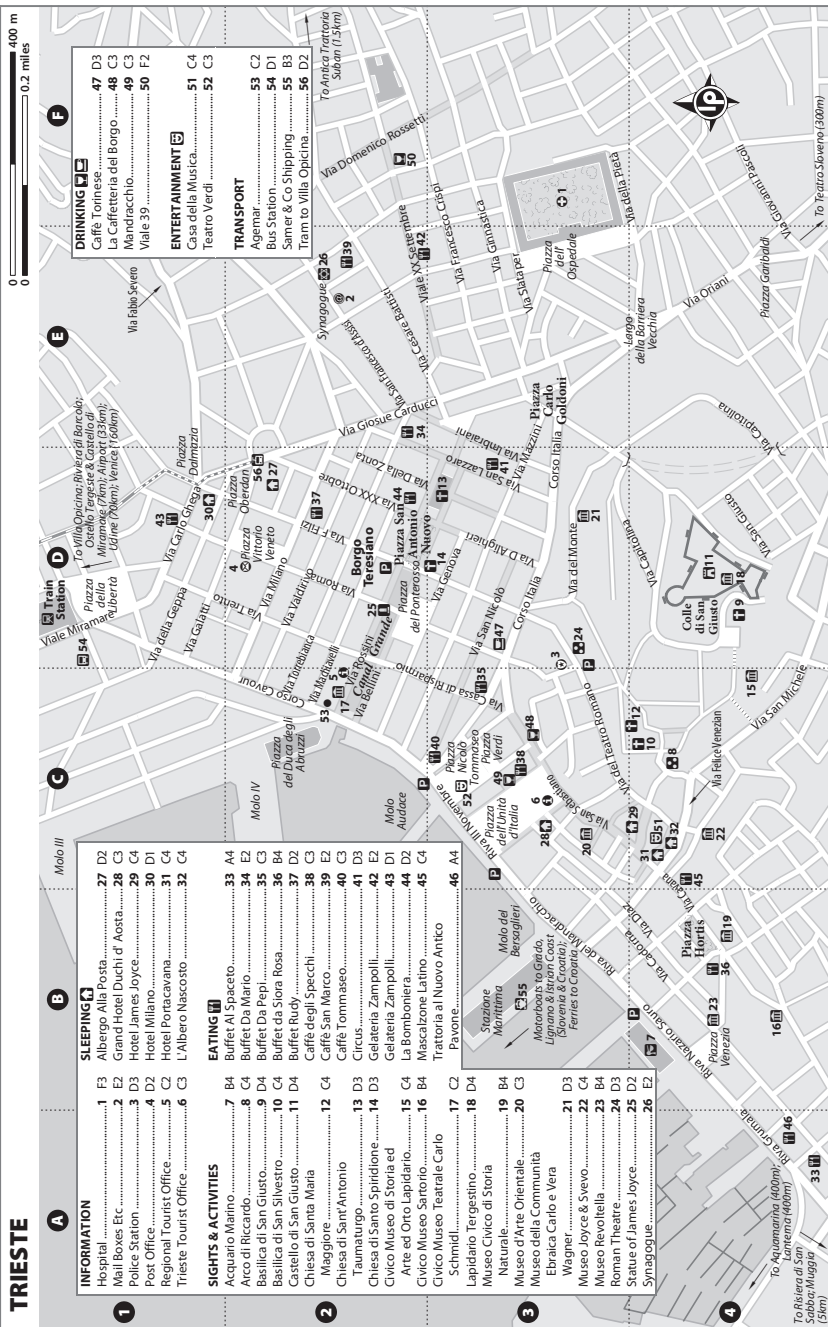 TRIESTE
0 400 m
0 0.2 miles
A
B
C
D
E
F
1
2
3
4
INFORMATION
Hospital 1 F3
Mail Boxes Etc 2 E2
Police Station 3 D3
Post Office 4 D2
Regional Tourist Office 5 C2
Trieste Tourist Office 6 C3
SIGHTS & ACTIVITIES
Acquario Marino 7 B4
Arco di Riccardo 8 C4
Basilica di San Giusto 9 D4
Basilica di San Silvestro 10 C4
Castello di San Giusto 11 D4
Chiesa di Santa Maria
Maggiore 12 C4
Chiesa di Sant'Antonio
Taumaturgo 13 D3
Chiesa di Santo Spiridione 14 D3
Civico Museo di Storia ed
Arte ed Orto Lapidario 15 C4
Civico Museo Sartorio 16 B4
Civico Museo Teatrale Carlo
Schmidl 17 C2
Lapidario Tergestino 18 D4
Museo Civico di Storia
Naturale 19 B4
Museo d'Arte Orientale 20 C3
Museo della Communità
Ebraica Carlo e Vera
Wagner 21 D3
Museo Joyce & Svevo 22 C4
Museo Revoltella 23 B4
Roman Theattre 24 D3
Statue of James Joyce 25 D2
Synagogue 26 E2
SLEEPING
Albergo Alla Posta 27 D2
Grand Hotel Duchi d' Aosta 28 C3
Hotel James Joyce 29 C4
Hotel Milano 30 D1
Hotel Portacavana 31 C4
L'Albero Nascosto 32 C4
EATING
Buffet Al Spaceto 33 A4
Buffet Da Mario 34 E2
Buffet Da Pepi 35 C3
Buffet da Siora Rosa 36 B4
Buffet Rudy 37 D2
Caffè degli Specchi 38 C3
Caffè San Marco 39 E2
Caffè Tommaseo 40 C3
Circus 41 D3
Gelateria Zampolli 42 E2
Gelateria Zampolli 43 D1
La Bomboniera 44 D2
Mascalzone Latino 45 C4
Trattoria al Nuovo Antico
Pavone 46 A4
DRINKING
Caffè Torinese 47 D3
La Caffetteria del Borgo 48 C3
Mandracchio 49 C3
Viale 39 50 F2
ENTERTAINMENT
Casa della Musica 51 C4
Teatro Verdi 52 C3
TRANSPORT
Agemar 53 C2
Bus Station 54 D1
Samer & Co Shipping 55 B3
Tram to Villa Opicina 56 D2
Molo III
Molo IV
Train
Station
Viale Miramare
Piazza
della
Libertà
To Villa Opicina; Riviera di Barcola;
Ostello Tergeste & Castello di
Miramare (7km); Airport (33km);
Udine (70km); Venice (160km)
Via Fabio Severo
Piazza
Dalmazia
Via Carlo Ghega
Via della Geppa
Via Galatti
Via Trento
Via Milano
Via Valdirivo
Via Torrebianca
Via Machiavelli
Via Rossini
Canal Grande
Via Bellini
Corso Cavour
Piazza
del Duca degli
Abruzzi
Piazza
Oberdan
Piazza
Vittorio
Veneto
Via Roma
Via F Filzi
Via XXX Ottobre
Via Della Zonta
Via San Lazzaro
Via Imbraiani
Borgo
Teresiano
Piazza San
Antonio
Nuovo
Piazza
del Ponterosso
Via Genova
Via D'Alighieri
Via Mazzini
Via San Nicolò
Corso Italia
Corso Italia
Via Cassa di Risparmio
Via Giosue Carducci
Via San Francesco d'Assisi
Via Cesare Battisti
Viale XX Settembre
Via Francesco Crispi
Via Ginnastica
Via Slataper
Synagogue
Via Domenico Rossetti
To Antica Trattoria
Suban (1.5km)
Piazza
dell'
Ospedale
Via della Pietà
Piazza
Carlo
Goldoni
Largo
della Barriera
Vecchia
Via Oriani
Piazza Garibaldi
Via Giovanni Pascoli
To Teatro Sloveno (300m)
Via del Monte
Via Capitolina
Via Capitolina
Colle
di San
Giusto
Via San Giusto
Via San Michele
Via Felice Venezian
Via del Teatro Romano
Via San Sebastiano
Molo
Audace
Piazza
Nicolò
Tommaseo
Piazza
Verdi
Piazza
dell'Unità
d'Italia
Riva III Novembre
Riva del Mandracchio
Molo dei
Bersaglieri
Stazione
Marittima
Motorboats to Grado,
Lignano & Istrian Coast
(Slovenia & Croatia);
Ferries to Croatia
Via Cadorna
Via Diaz
Via Cavana
Piazza
Hortis
Piazza
Venezia
Riva Nazario Sauro
Riva Grumula
To Aquamarina (400m);
Lanterna (400m)
To Risiera di San
Sabba; Muggia
(5km)
lp